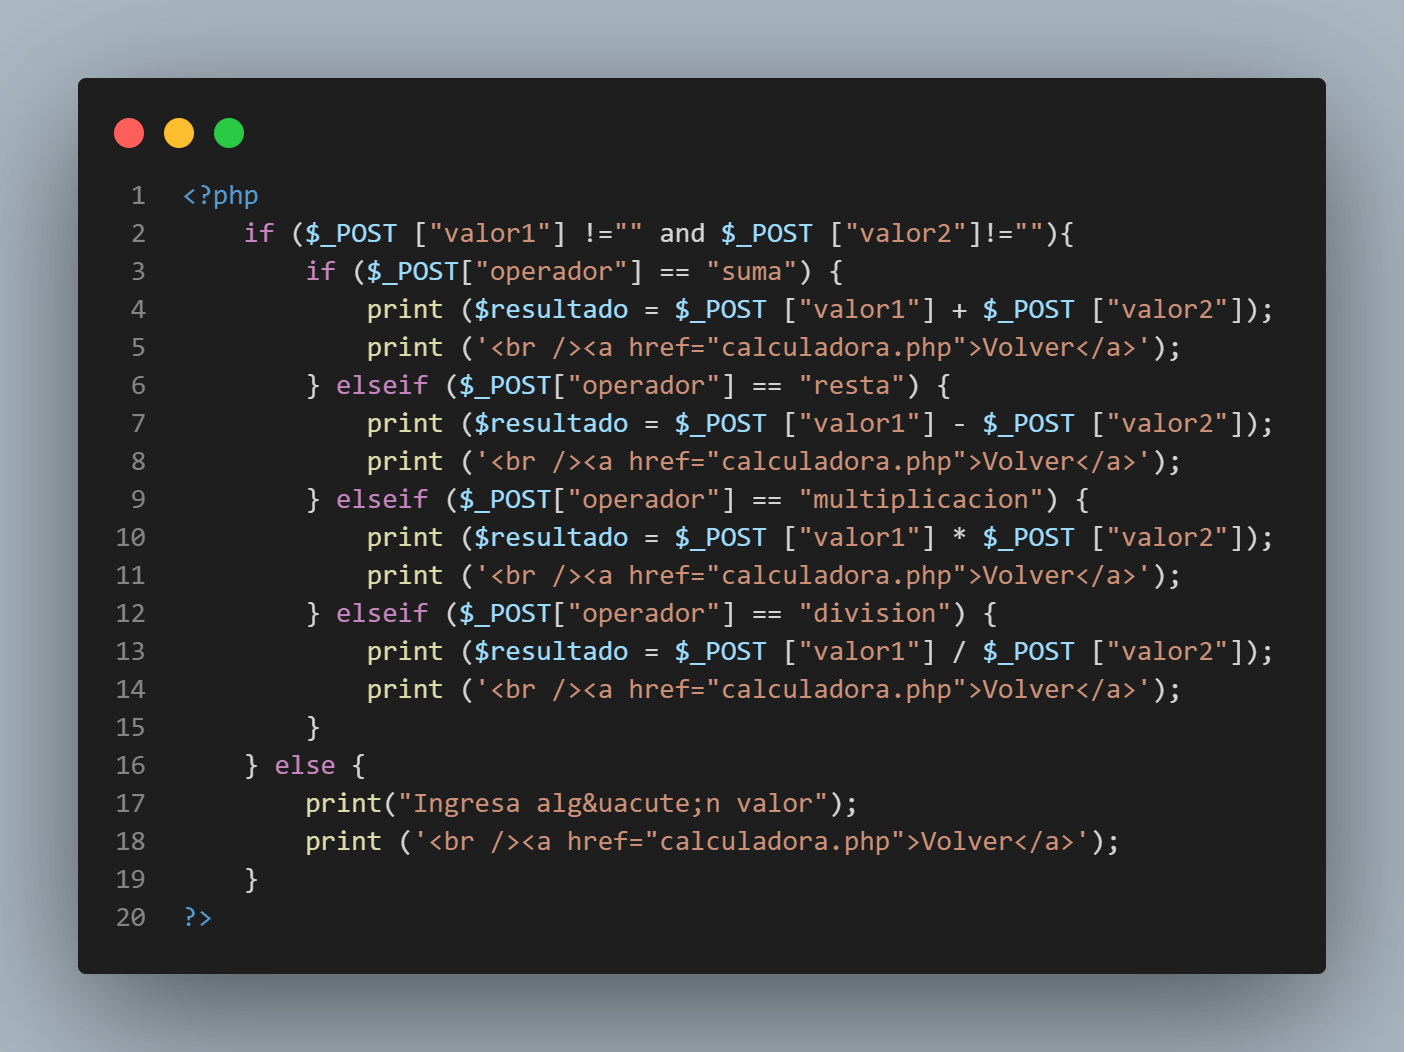 1 <?php
2 if ($_POST ["valor1"] !="" and $_POST ["valor2"]!=""){
3 if ($_POST["operador"] == "suma") {
4 print ($resultado = $_POST ["valor1"] + $_POST ["valor2"]);
5 print ('<br /><a href="calculadora.php">Volver</a>');
6 } elseif ($_POST["operador"] == "resta") {
7 print ($resultado = $_POST ["valor1"] - $_POST ["valor2"]);
8 print ('<br /><a href="calculadora.php">Volver</a>');
9 } elseif ($_POST["operador"] == "multiplicacion") {
10 print ($resultado = $_POST ["valor1"] * $_POST ["valor2"]);
11 print ('<br /><a href="calculadora.php">Volver</a>');
12 } elseif ($_POST["operador"] == "division") {
13 print ($resultado = $_POST ["valor1"] / $_POST ["valor2"]);
14 print ('<br /><a href="calculadora.php">Volver</a>');
15 }
16 } else {
17 print("Ingresa alg&uacute;n valor");
18 print ('<br /><a href="calculadora.php">Volver</a>');
19 }
20 ?>